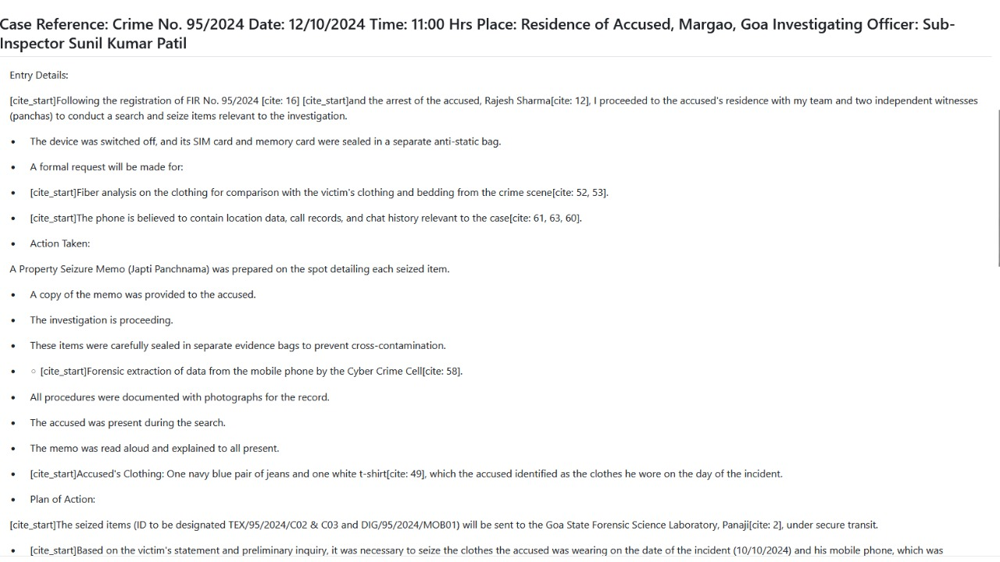 Case Reference: Crime No. 95/2024 Date: 12/10/2024 Time: 11:00 Hrs Place: Residence of Accused, Margao, Goa Investigating Officer: Sub-
Inspector Sunil Kumar Patil
Entry Details:
[cite_start]Following the registration of FIR No. 95/2024 [cite: 16] [cite_start]and the arrest of the accused, Rajesh Sharma[cite: 12], I proceeded to the accused's residence with my team and two independent witnesses
(panchas) to conduct a search and seize items relevant to the investigation.
• The device was switched off, and its SIM card and memory card were sealed in a separate anti-static bag.
• A formal request will be made for:
• [cite_start]Fiber analysis on the clothing for comparison with the victim's clothing and bedding from the crime scene[cite: 52, 53].
• [cite_start]The phone is believed to contain location data, call records, and chat history relevant to the case[cite: 61, 63, 60].
• Action Taken:
A Property Seizure Memo (Japti Panchnama) was prepared on the spot detailing each seized item.
• A copy of the memo was provided to the accused.
• The investigation is proceeding.
• These items were carefully sealed in separate evidence bags to prevent cross-contamination.
• ○ [cite_start]Forensic extraction of data from the mobile phone by the Cyber Crime Cell[cite: 58].
• All procedures were documented with photographs for the record.
• The accused was present during the search.
• The memo was read aloud and explained to all present.
• [cite_start]Accused's Clothing: One navy blue pair of jeans and one white t-shirt[cite: 49], which the accused identified as the clothes he wore on the day of the incident.
• Plan of Action:
[cite_start]The seized items (ID to be designated TEX/95/2024/C02 & C03 and DIG/95/2024/MOB01) will be sent to the Goa State Forensic Science Laboratory, Panaji[cite: 2], under secure transit.
• [cite_start]Based on the victim's statement and preliminary inquiry, it was necessary to seize the clothes the accused was wearing on the date of the incident (10/10/2024) and his mobile phone, which was